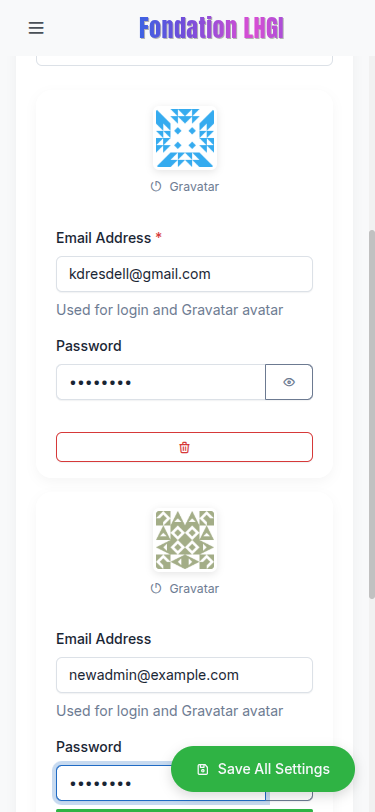 Fondation LHGI
Gravatar
Email Address *
kdresdell@gmail.com
Used for login and Gravatar avatar
Password
••••••••
Gravatar
Email Address
newadmin@example.com
Used for login and Gravatar avatar
Password
••••••••
Save All Settings